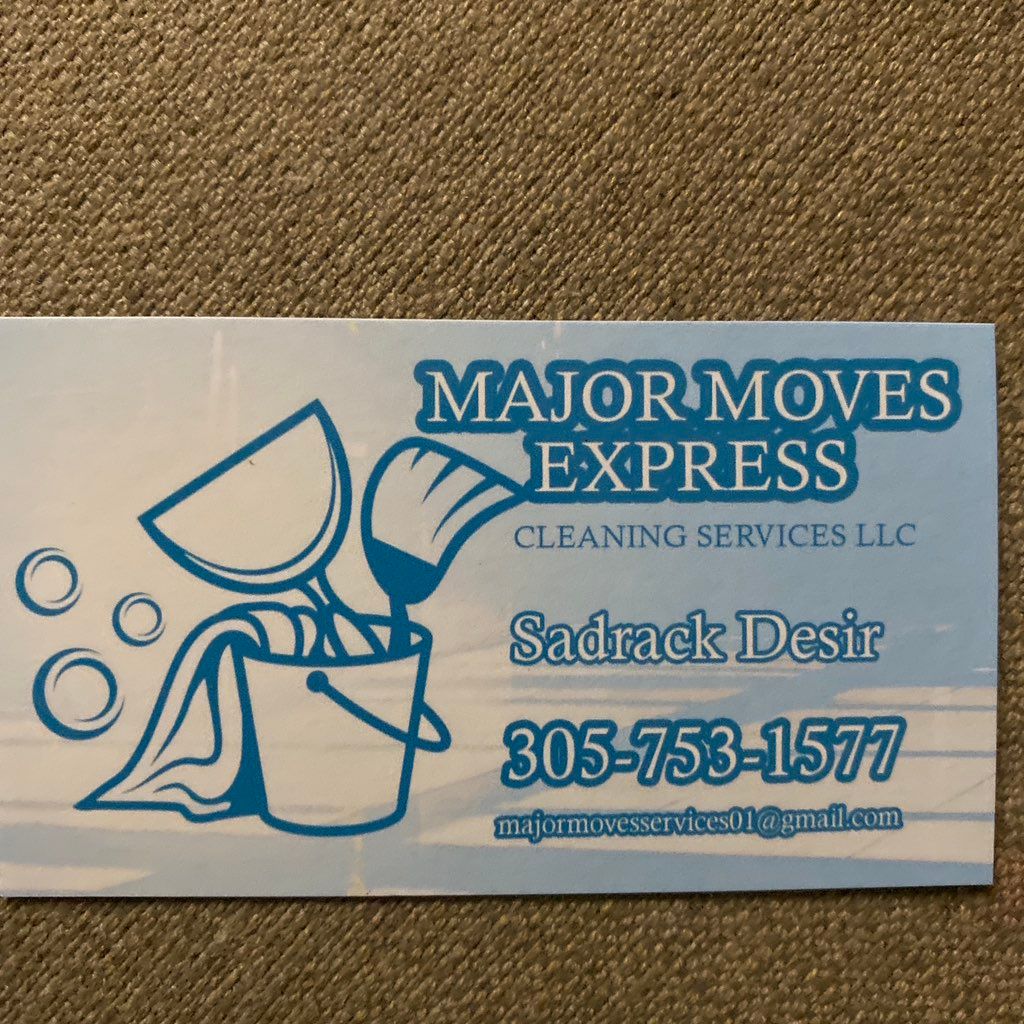 MAJOR MOVES
EXPRESS
CLEANING SERVICES LLC
Sadrack Desir
305-753-1577
majormovesservices01@gmail.com